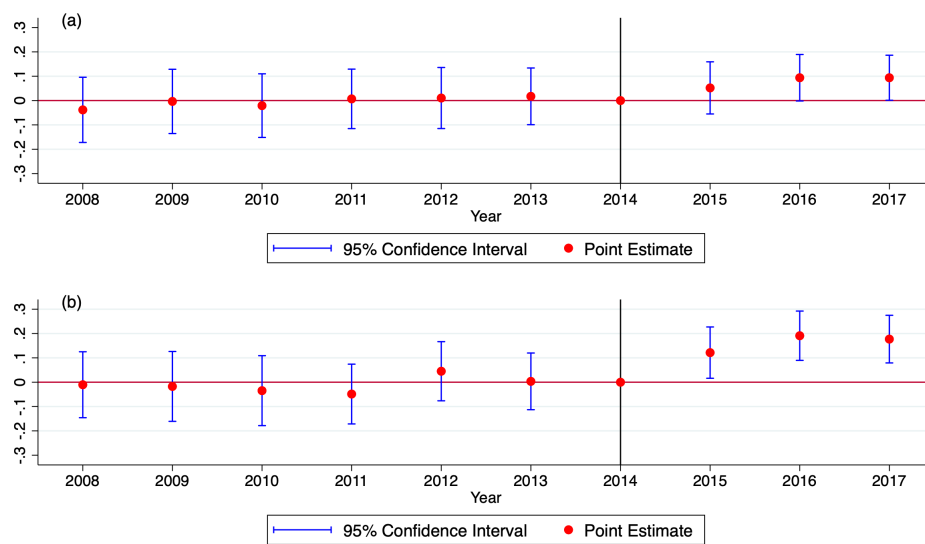 (a)
.3
.2
.1
0
-.1
-.2
-.3
2008 2009 2010 2011 2012 2013 2014 2015 2016 2017
Year
95% Confidence Interval Point Estimate
(b)
.3
.2
.1
0
-.1
-.2
-.3
2008 2009 2010 2011 2012 2013 2014 2015 2016 2017
Year
95% Confidence Interval Point Estimate